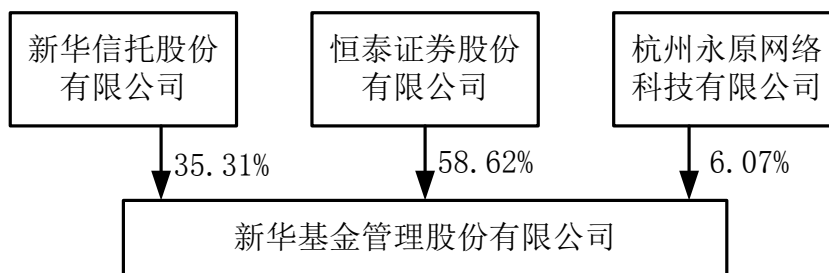 新华信托股份
有限公司
恒泰证券股份
有限公司
杭州永原网络
科技有限公司
35.31%
58.62%
6.07%
新华基金管理股份有限公司